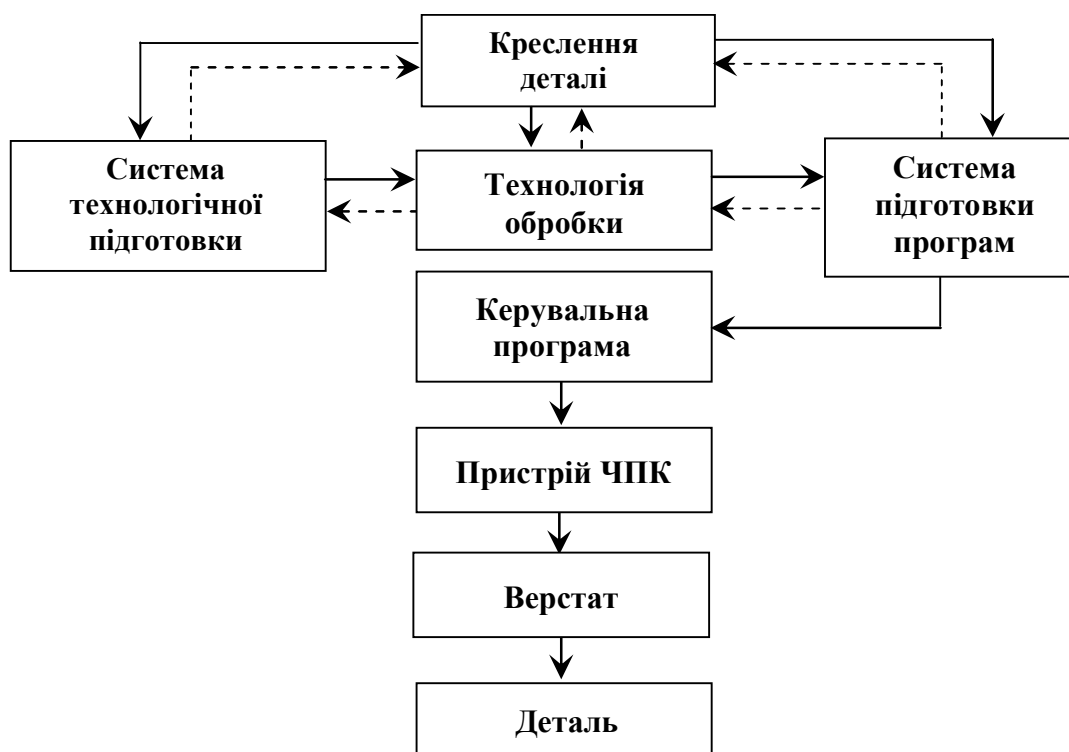 Креслення
деталі
Система
технологічної
підготовки
Технологія
обробки
Система
підготовки
програм
Керувальна
програма
Пристрій ЧПК
Верстат
Деталь